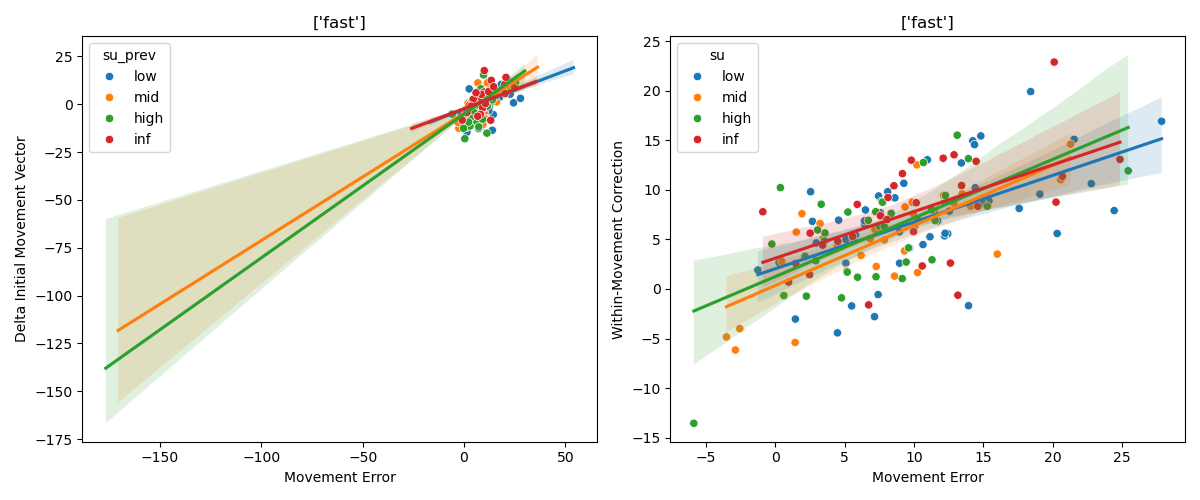 ['fast']
su_prev
low
mid
high
inf
25
0
−25
−50
−75
−100
−125
−150
−175
Delta Initial Movement Vector
−150
−100
−50
0
50
Movement Error
['fast']
su
low
mid
high
inf
25
20
15
10
5
0
−5
−10
−15
Within-Movement Correction
−5
0
5
10
15
20
25
Movement Error